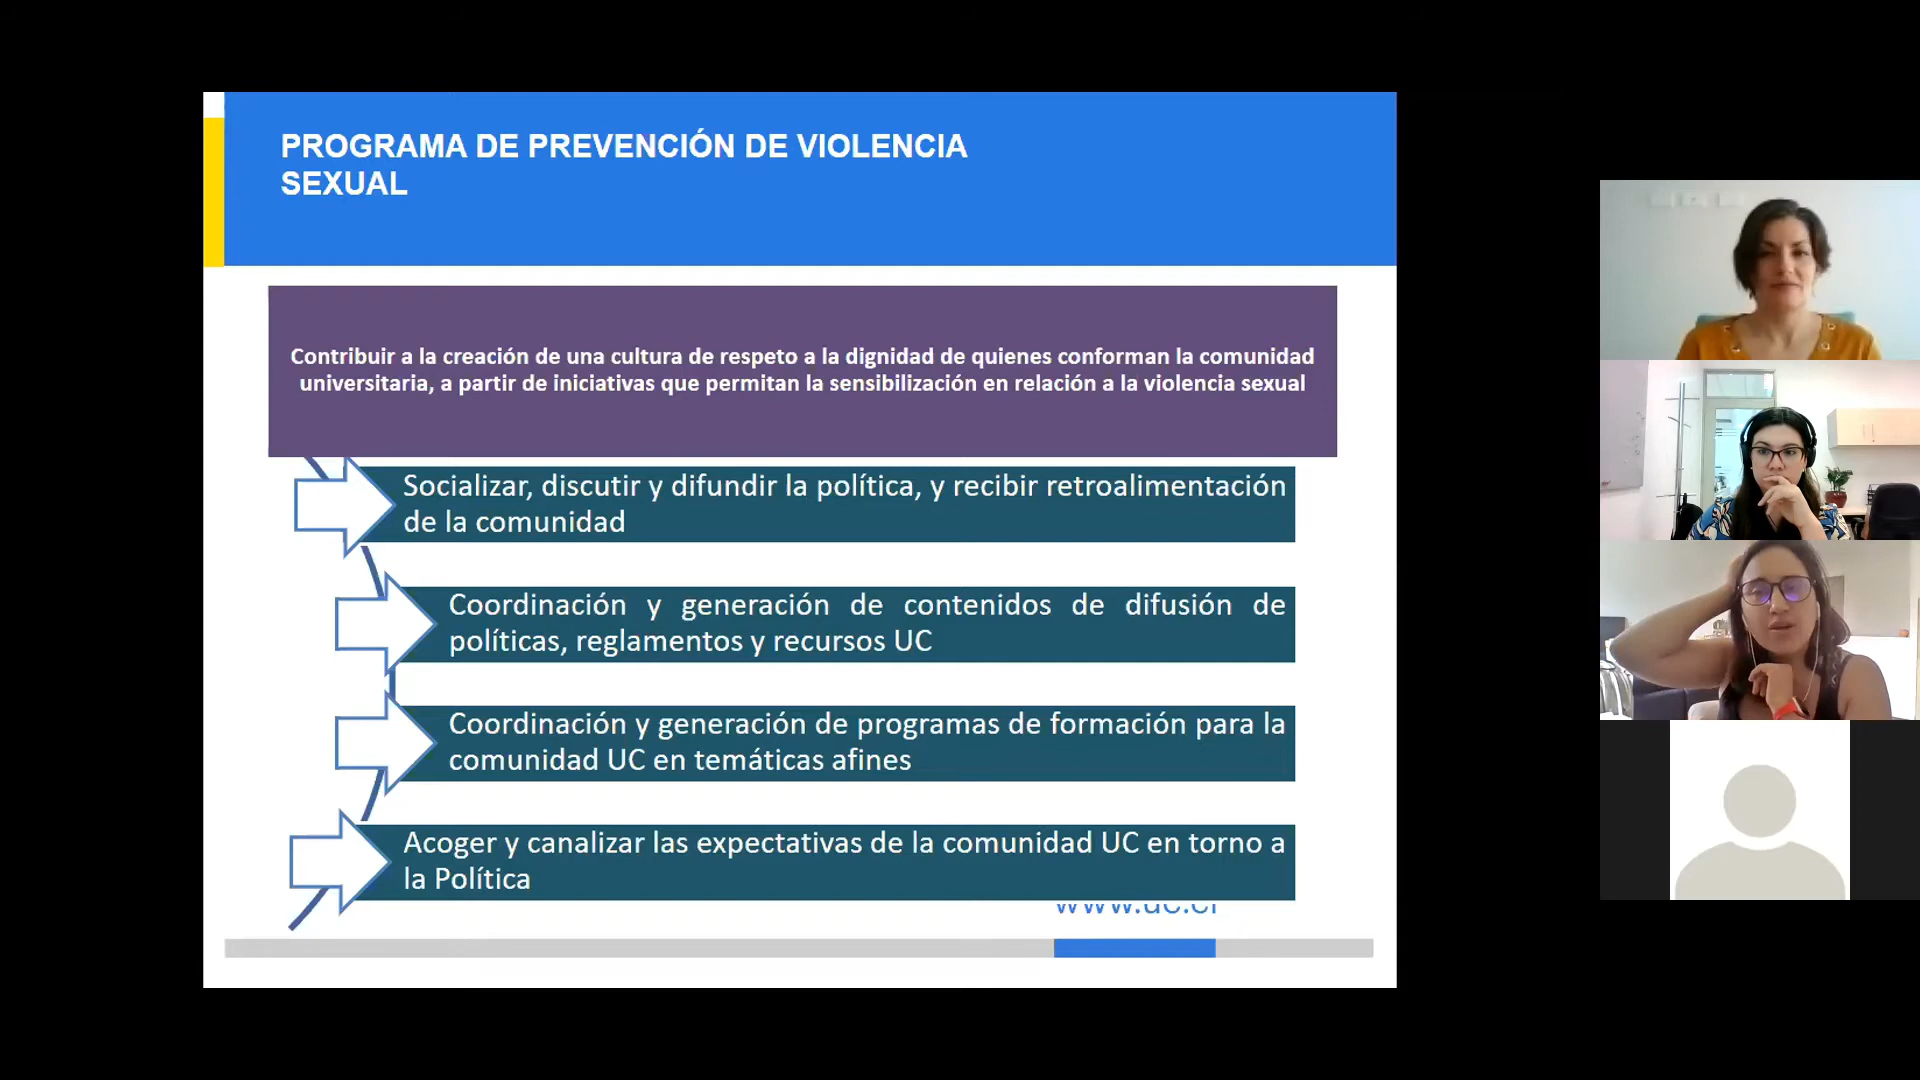 PROGRAMA DE PREVENCIÓN DE VIOLENCIA
SEXUAL
Contribuir a la creación de una cultura de respeto a la dignidad de quienes conforman la comunidad
universitaria, a partir de iniciativas que permitan la sensibilización en relación a la violencia sexual
Socializar, discutir y difundir la política, y recibir retroalimentación
de la comunidad
Coordinación y generación de contenidos de difusión de
políticas, reglamentos y recursos UC
Coordinación y generación de programas de formación para la
comunidad UC en temáticas afines
Acoger y canalizar las expectativas de la comunidad UC en torno a
la Política
www.uc.cl